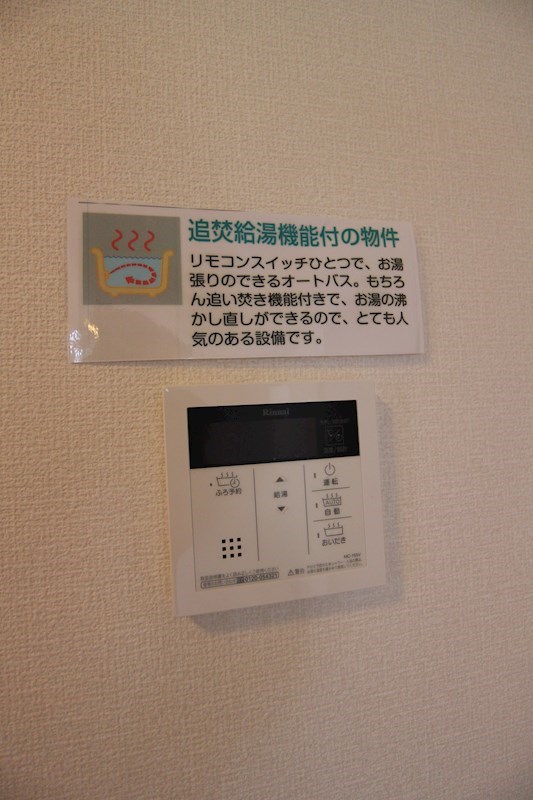 追焚給湯機能付の物件
リモコンスイッチひとつで、お湯
張りのできるオートバス。もちろ
ん追い焚き機能付きで、お湯の沸
かし直しができるので、とても人
気のある設備です。
Rinnai
ふろ予約
給湯
運転
AUTO
自動
おいだき